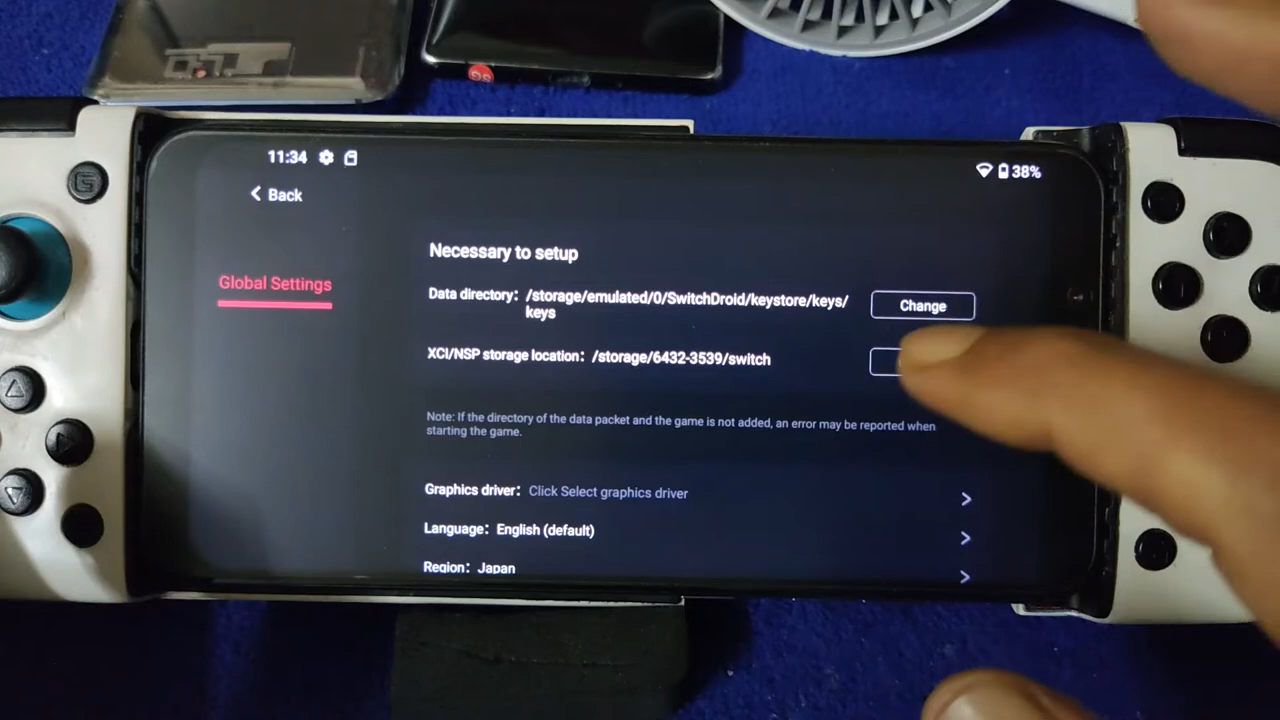 11:34
38%
Back
Necessary to setup
Global Settings
Data directory: /storage/emulated/0/SwitchDroid/keystore/keys/
keys
Change
XCI/NSP storage location: /storage/6432-3539/switch
Note: If the directory of the data packet and the game is not added, an error may be reported when
starting the game.
Graphics driver: Click Select graphics driver
Language: English (default)
Region: Japan